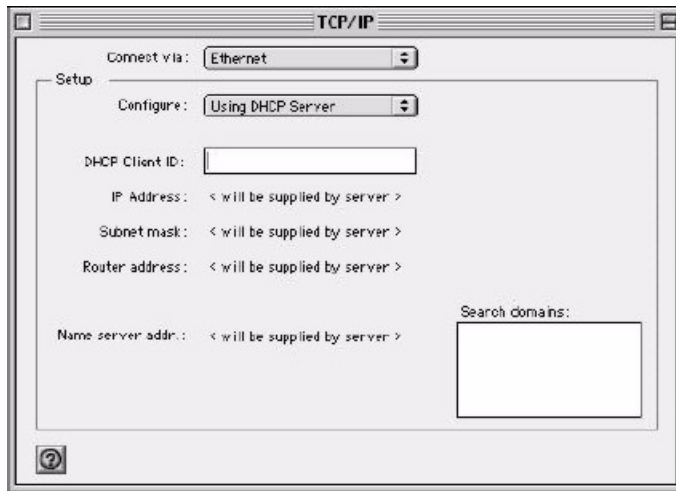 TCP/IP
Connect via: Ethernet
Setup
Configure: Using DHCP Server
DHCP Client ID:
IP Address: < will be supplied by server >
Subnet mask: < will be supplied by server >
Router address: < will be supplied by server >
Search domains:
Name server addr.: < will be supplied by server >
?